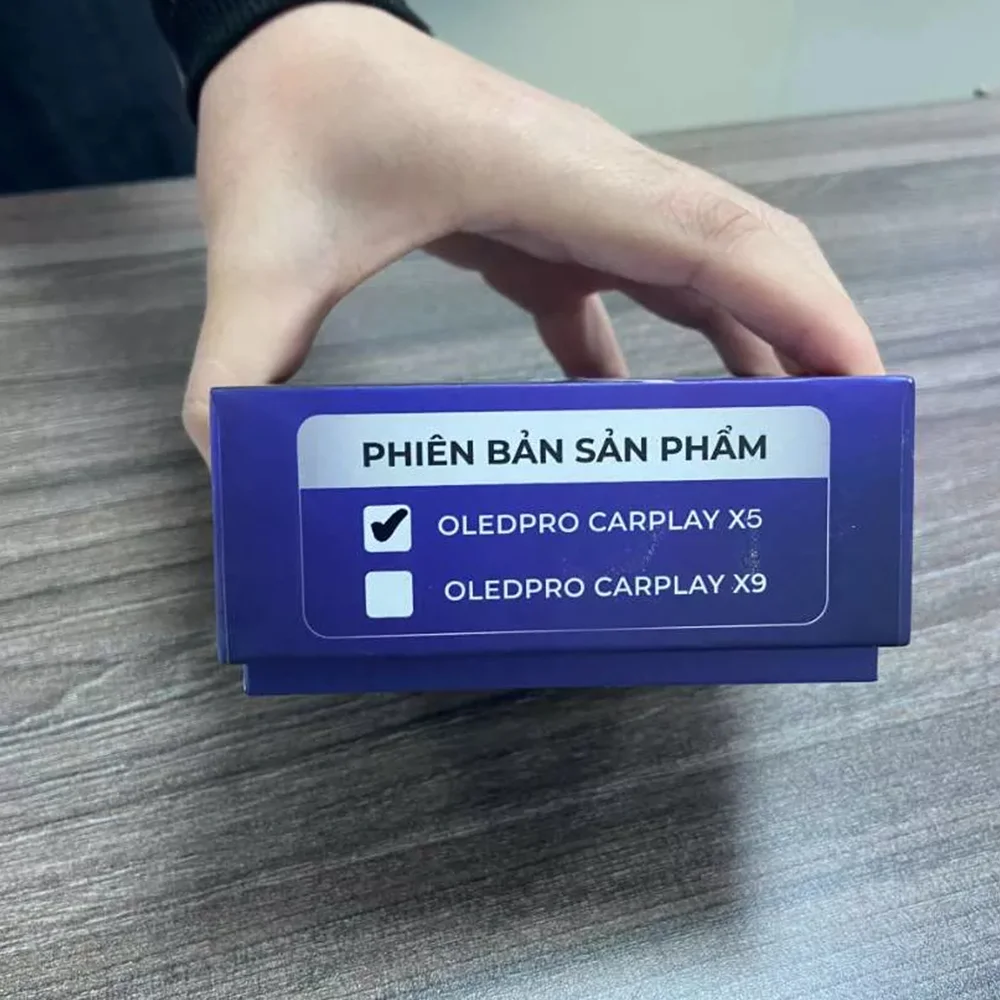 PHIÊN BẢN SẢN PHẨM
OLEDPRO CARPLAY X5
OLEDPRO CARPLAY X9